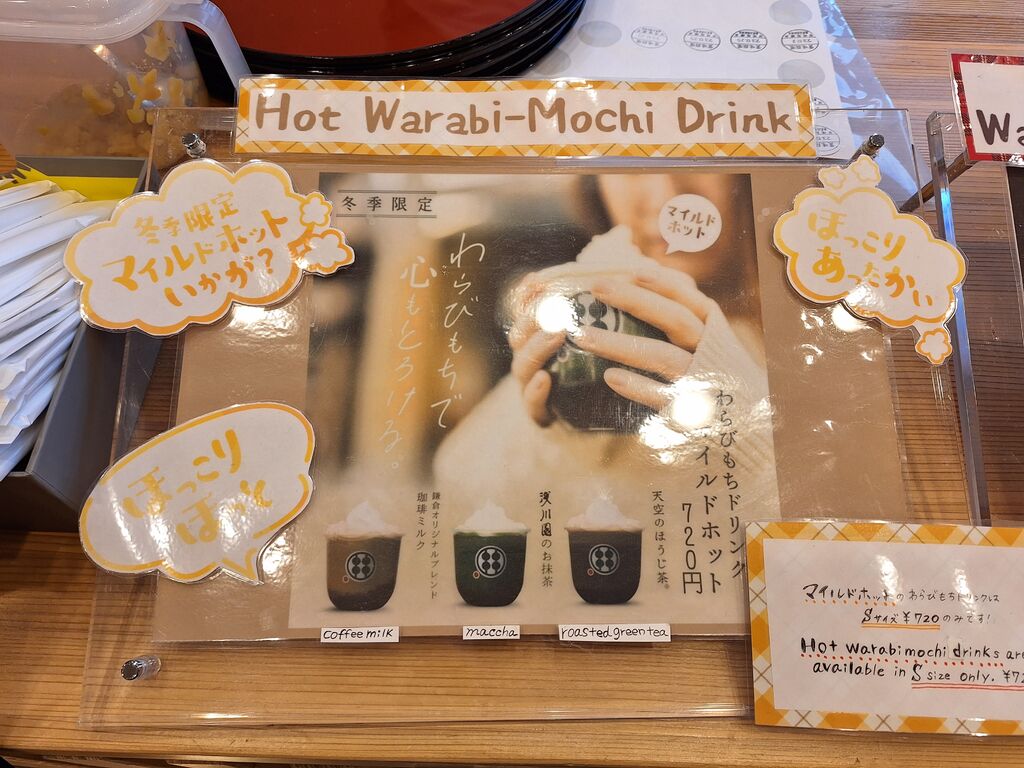 Hot Warabi-Mochi Drink
Wa
冬季限定
マイルドホット
いかが?
冬季限定
わらびもちで
心もとろける。
マイルド
ホット
ほっこり
あったかい
ほっこり
わらびもちドリンク
マイルドホット
720円
鎌倉オリジナルブレンド
珈琲ミルク
のお抹茶
天空のほうじ茶。
coffee milk
maccha
roasted green tea
マイルドホットのわらびもちドリンクは
Sサイズ¥720のみです!
Hot warabimochi drinks are
available in S size only. ¥72